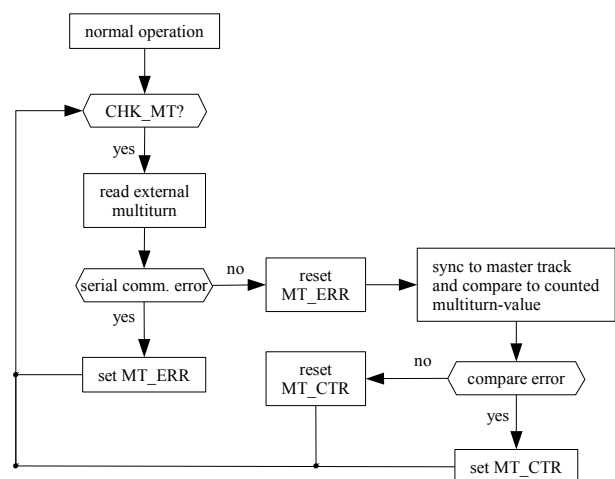 normal operation
CHK_MT?
yes
read external
multiturn
serial comm. error
no
reset
MT_ERR
sync to master track
and compare to counted
multiturn-value
yes
set MT_ERR
reset
MT_CTR
no
compare error
yes
set MT_CTR